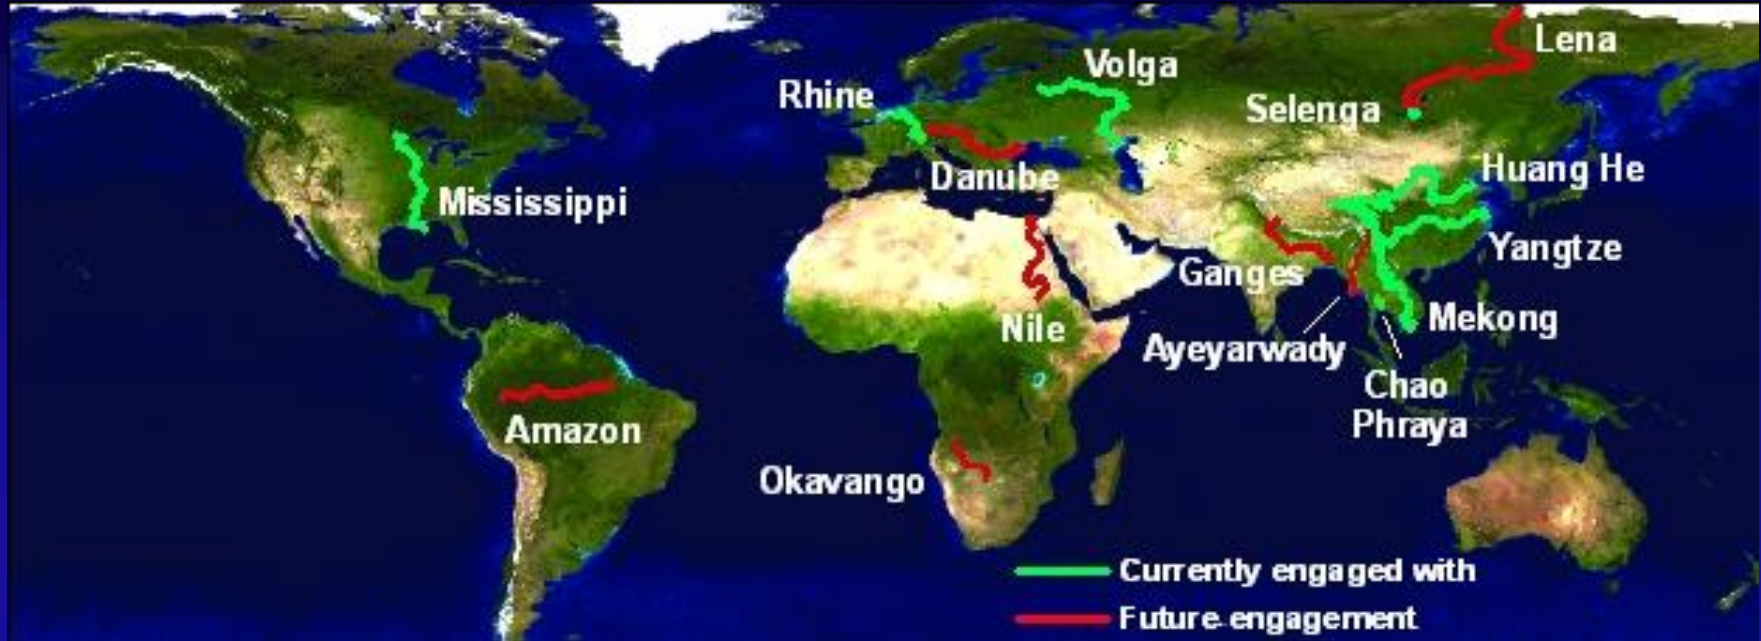 Lena
Volga
Rhine
Selenga
Danube
Huang He
Mississippi
Yangtze
Ganges
Nile
Mekong
Ayeyarwady
Chao
Phraya
Amazon
Okavango
Currently engaged with
Future engagement